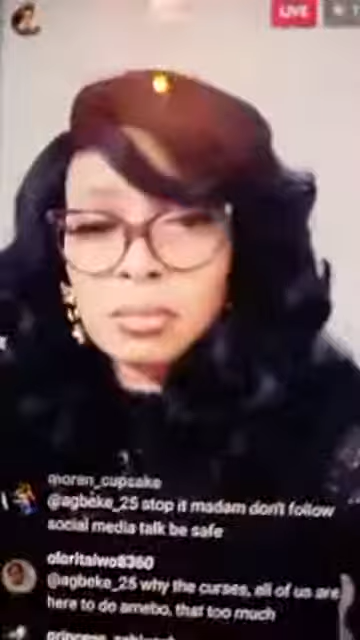 LIVE
moren_cupcake
@agbeke_25 stop it madam don't follow
social media talk be safe
oloritaiwo8360
@agbeke_25 why the curses, all of us are
here to do amebo, that too much